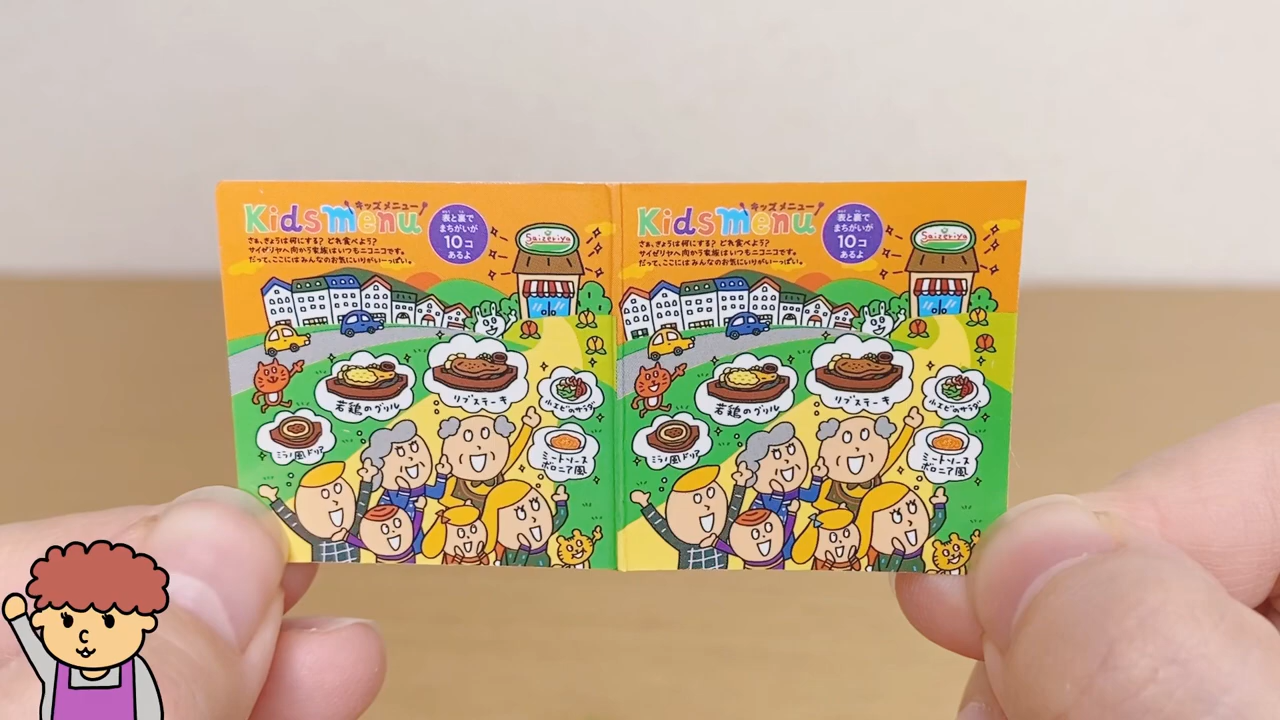 Kidsmenu
キッズメニュー
表と裏で
まちがいが
10コ
あるよ
さぁ、きょうは何にする? どれ食べよう?
サイゼリヤへ向かう家族はいつもニコニコです。
だって、ここにはみんなのお気にいりがいーっぱい。
Saizeriya
若鶏のグリル
リブステーキ
小エビのサラダ
ミラノ風ドリア
ミートソース
ボロニア風
Kidsmenu
キッズメニュー
表と裏で
まちがいが
10コ
あるよ
さぁ、きょうは何にする? どれ食べよう?
サイゼリヤへ向かう家族はいつもニコニコです。
だって、ここにはみんなのお気にいりがいーっぱい。
Saizeriya
若鶏のグリル
リブステーキ
小エビのサラダ
ミラノ風ドリア
ミートソース
ボロニア風